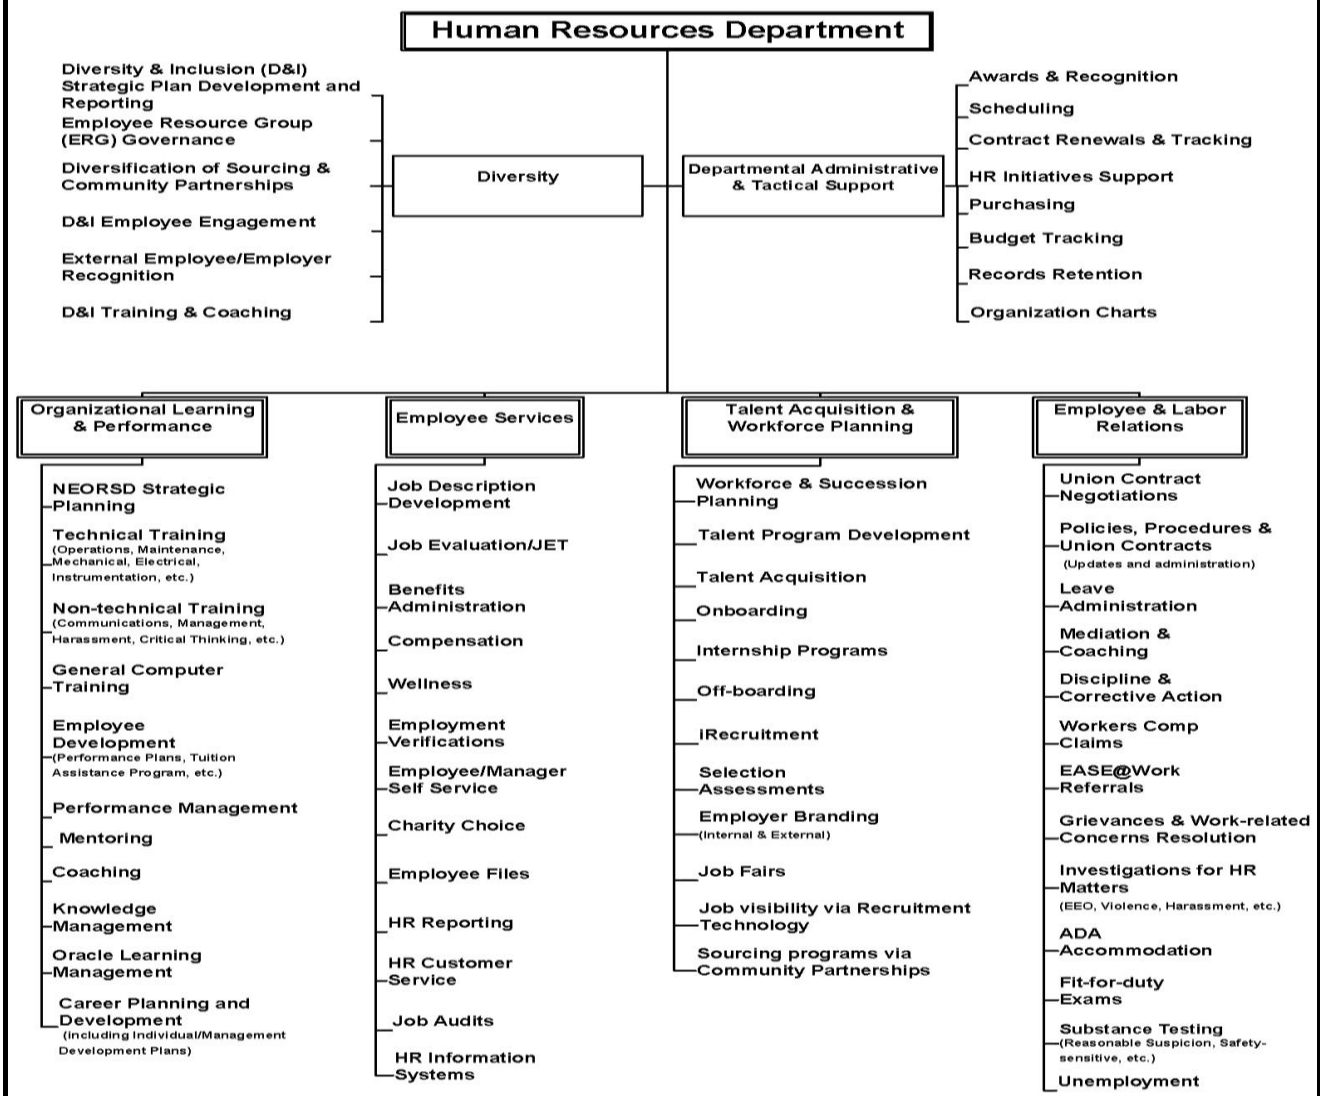 Human Resources Department
Diversity & Inclusion (D&I)
Strategic Plan Development and
Reporting
Employee Resource Group
(ERG) Governance
Diversification of Sourcing &
Community Partnerships
D&I Employee Engagement
External Employee/Employer
Recognition
D&I Training & Coaching
Diversity
Departmental Administrative
& Tactical Support
Awards & Recognition
Scheduling
Contract Renewals & Tracking
HR Initiatives Support
Purchasing
Budget Tracking
Records Retention
Organization Charts
Organizational Learning
& Performance
NEORSD Strategic
Planning
Technical Training
(Operations, Maintenance,
Mechanical, Electrical,
Instrumentation, etc.)
Non-technical Training
(Communications, Management,
Harassment, Critical Thinking, etc.)
General Computer
Training
Employee
Development
(Performance Plans, Tuition
Assistance Program, etc.)
Performance Management
Mentoring
Coaching
Knowledge
Management
Oracle Learning
Management
Career Planning and
Development
(including Individual/Management
Development Plans)
Employee Services
Job Description
Development
Job Evaluation/JET
Benefits
Administration
Compensation
Wellness
Employment
Verifications
Employee/Manager
Self Service
Charity Choice
Employee Files
HR Reporting
HR Customer
Service
Job Audits
HR Information
Systems
Talent Acquisition &
Workforce Planning
Workforce & Succession
Planning
Talent Program Development
Talent Acquisition
Onboarding
Internship Programs
Off-boarding
iRecruitment
Selection
Assessments
Employer Branding
(Internal & External)
Job Fairs
Job visibility via Recruitment
Technology
Sourcing programs via
Community Partnerships
Employee & Labor
Relations
Union Contract
Negotiations
Policies, Procedures &
Union Contracts
(Updates and administration)
Leave
Administration
Mediation &
Coaching
Discipline &
Corrective Action
Workers Comp
Claims
EASE@Work
Referrals
Grievances & Work-related
Concerns Resolution
Investigations for HR
Matters
(EEO, Violence, Harassment, etc.)
ADA
Accommodation
Fit-for-duty
Exams
Substance Testing
(Reasonable Suspicion, Safety-
sensitive, etc.)
Unemployment